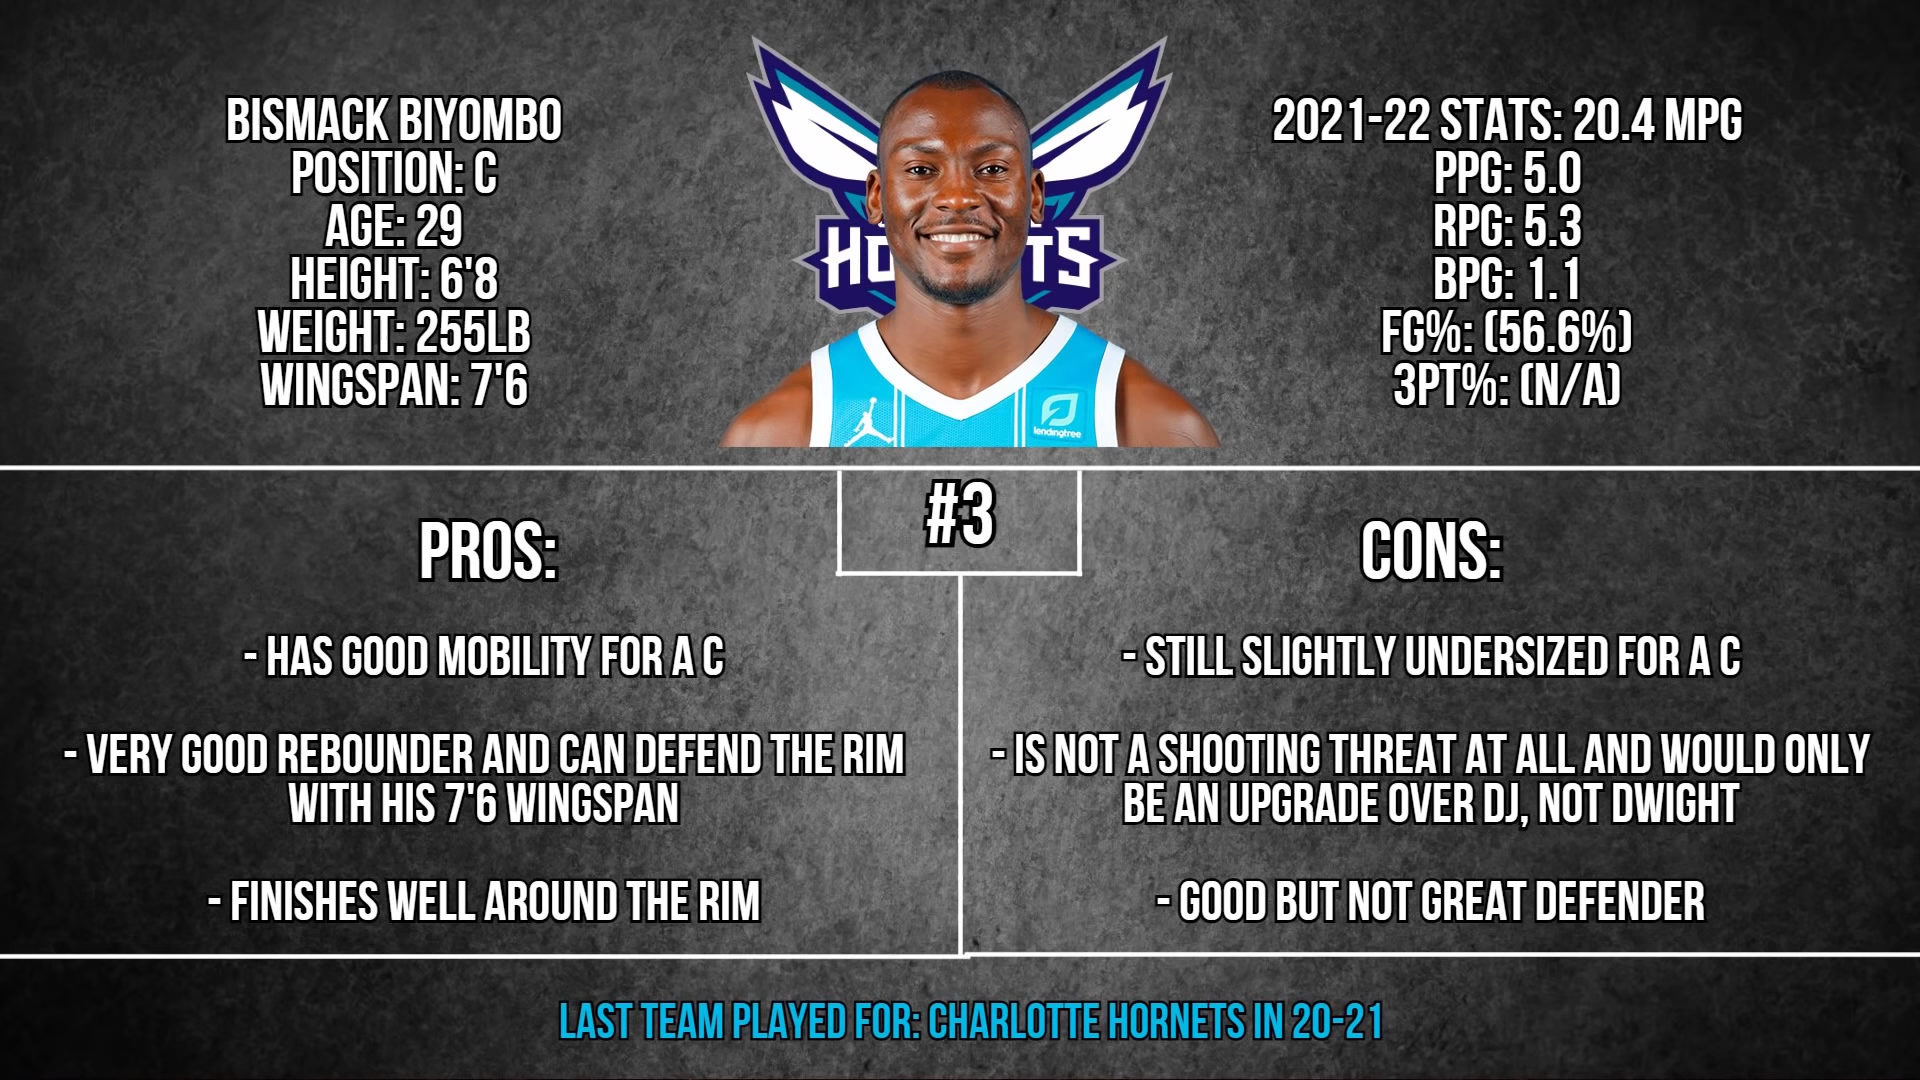 BISMACK BIYOMBO
POSITION: C
AGE: 29
HEIGHT: 6'8
WEIGHT: 255LB
WINGSPAN: 7'6
HO
TS
lendingtree
2021-22 STATS: 20.4 MPG
PPG: 5.0
RPG: 5.3
BPG: 1.1
FG%: (56.6%)
3PT%: (N/A)
#3
PROS:
- HAS GOOD MOBILITY FOR A C
- VERY GOOD REBOUNDER AND CAN DEFEND THE RIM
WITH HIS 7'6 WINGSPAN
- FINISHES WELL AROUND THE RIM
CONS:
- STILL SLIGHTLY UNDERSIZED FOR A C
- IS NOT A SHOOTING THREAT AT ALL AND WOULD ONLY
BE AN UPGRADE OVER DJ, NOT DWIGHT
- GOOD BUT NOT GREAT DEFENDER
LAST TEAM PLAYED FOR: CHARLOTTE HORNETS IN 20-21